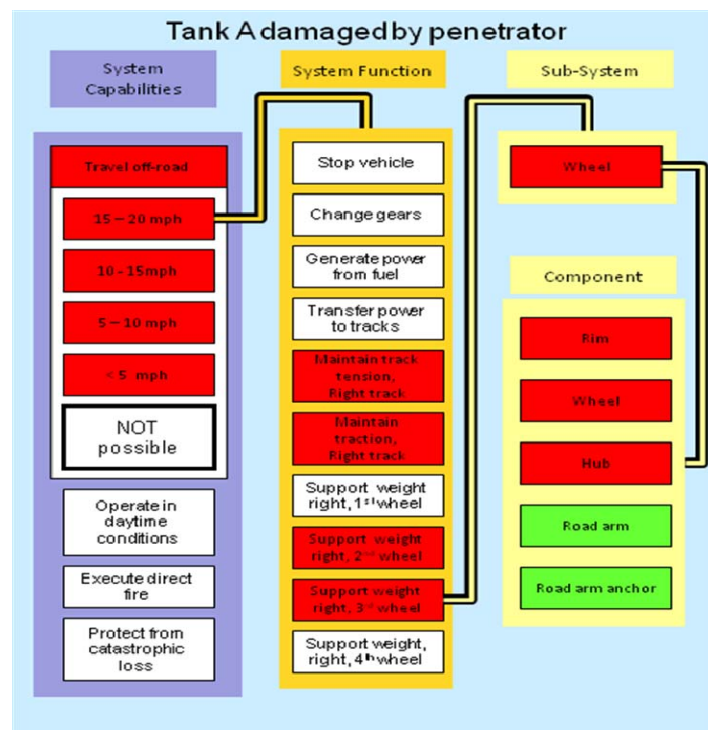 Tank A damaged by penetrator
System
Capabilities
Travel off-road
15 – 20 mph
10 - 15mph
5 – 10 mph
< 5 mph
NOT
possible
Operate in
daytime
conditions
Execute direct
fire
Protect from
catastrophic
loss
System Function
Stop vehicle
Change gears
Generate power
from fuel
Transfer power
to tracks
Maintain track
tension,
Right track
Maintain
traction,
Right track
Support weight
right, 1st wheel
Support weight
right, 2nd wheel
Support weight
right, 3rd wheel
Support weight,
right, 4th wheel
Sub-System
Wheel
Component
Rim
Wheel
Hub
Road arm
Road arm anchor